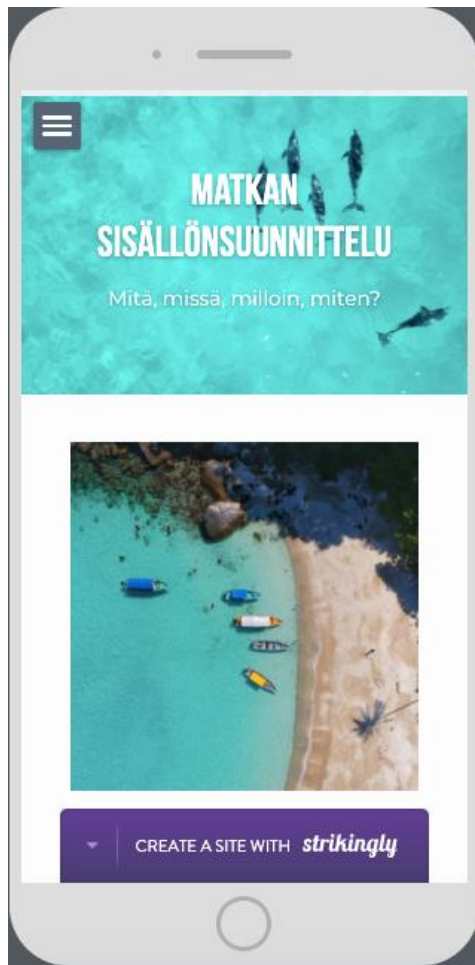 MATKAN
SISÄLLÖNSUUNNITTELU
Mitä, missä, milloin, miten?
CREATE A SITE WITH strikingly